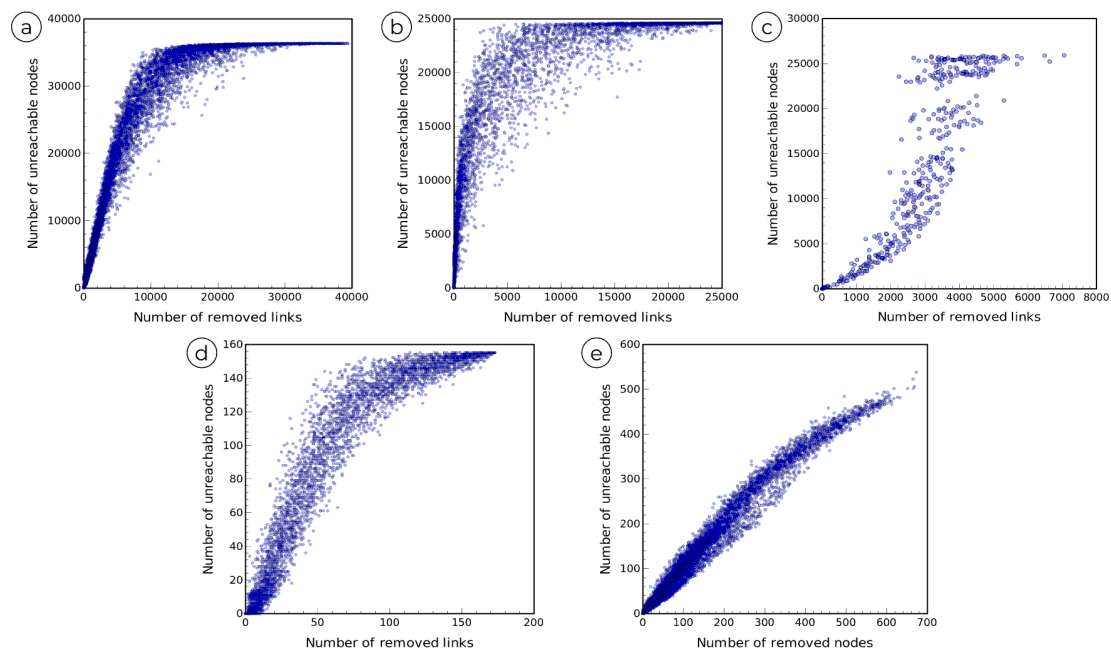 a
40000
30000
20000
10000
0
Number of unreachable nodes
0 10000 20000 30000 40000
Number of removed links
b
25000
20000
15000
10000
5000
0
Number of unreachable nodes
0 5000 10000 15000 20000 25000
Number of removed links
c
30000
25000
20000
15000
10000
5000
0
Number of unreachable nodes
0 1000 2000 3000 4000 5000 6000 7000 8000
Number of removed links
d
160
140
120
100
80
60
40
20
0
Number of unreachable nodes
0 50 100 150 200
Number of removed links
e
600
500
400
300
200
100
0
Number of unreachable nodes
0 100 200 300 400 500 600 700
Number of removed nodes